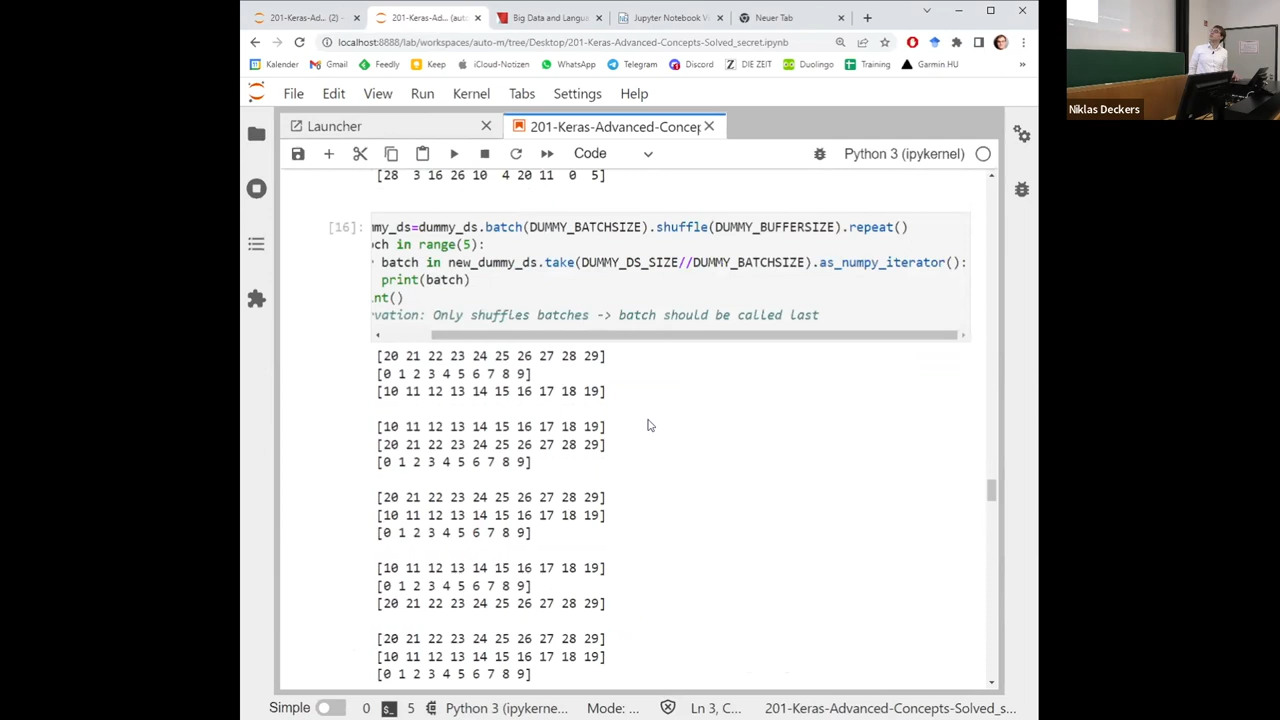 201-Keras-Ad... (2) -
201-Keras-Ad... (aut
Big Data and Langu
Jupyter Notebook Vi
Neuer Tab
localhost:8888/lab/workspaces/auto-m/tree/Desktop/201-Keras-Advanced-Concepts-Solved_secret.ipynb
Kalender
Gmail
Feedly
Keep
iCloud-Notizen
WhatsApp
Telegram
Discord
DIE ZEIT
Duolingo
Training
Garmin HU
»
Niklas Deckers
File Edit View Run Kernel Tabs Settings Help
Launcher
201-Keras-Advanced-Concep
Code
Python 3 (ipykernel)
[28 3 16 26 10 4 20 11 0 5]
[16]:
my_ds=dummy_ds.batch(DUMMY_BATCHSIZE).shuffle(DUMMY_BUFFERSIZE).repeat()
ch in range(5):
batch in new_dummy_ds.take(DUMMY_DS_SIZE//DUMMY_BATCHSIZE).as_numpy_iterator():
print(batch)
nt()
vation: Only shuffles batches -> batch should be called last
[20 21 22 23 24 25 26 27 28 29]
[0 1 2 3 4 5 6 7 8 9]
[10 11 12 13 14 15 16 17 18 19]
[10 11 12 13 14 15 16 17 18 19]
[20 21 22 23 24 25 26 27 28 29]
[0 1 2 3 4 5 6 7 8 9]
[20 21 22 23 24 25 26 27 28 29]
[10 11 12 13 14 15 16 17 18 19]
[0 1 2 3 4 5 6 7 8 9]
[10 11 12 13 14 15 16 17 18 19]
[0 1 2 3 4 5 6 7 8 9]
[20 21 22 23 24 25 26 27 28 29]
[20 21 22 23 24 25 26 27 28 29]
[10 11 12 13 14 15 16 17 18 19]
[0 1 2 3 4 5 6 7 8 9]
Simple
0
5
Python 3 (ipykerne...
Mode: ...
Ln 3, C...
201-Keras-Advanced-Concepts-Solved_s...